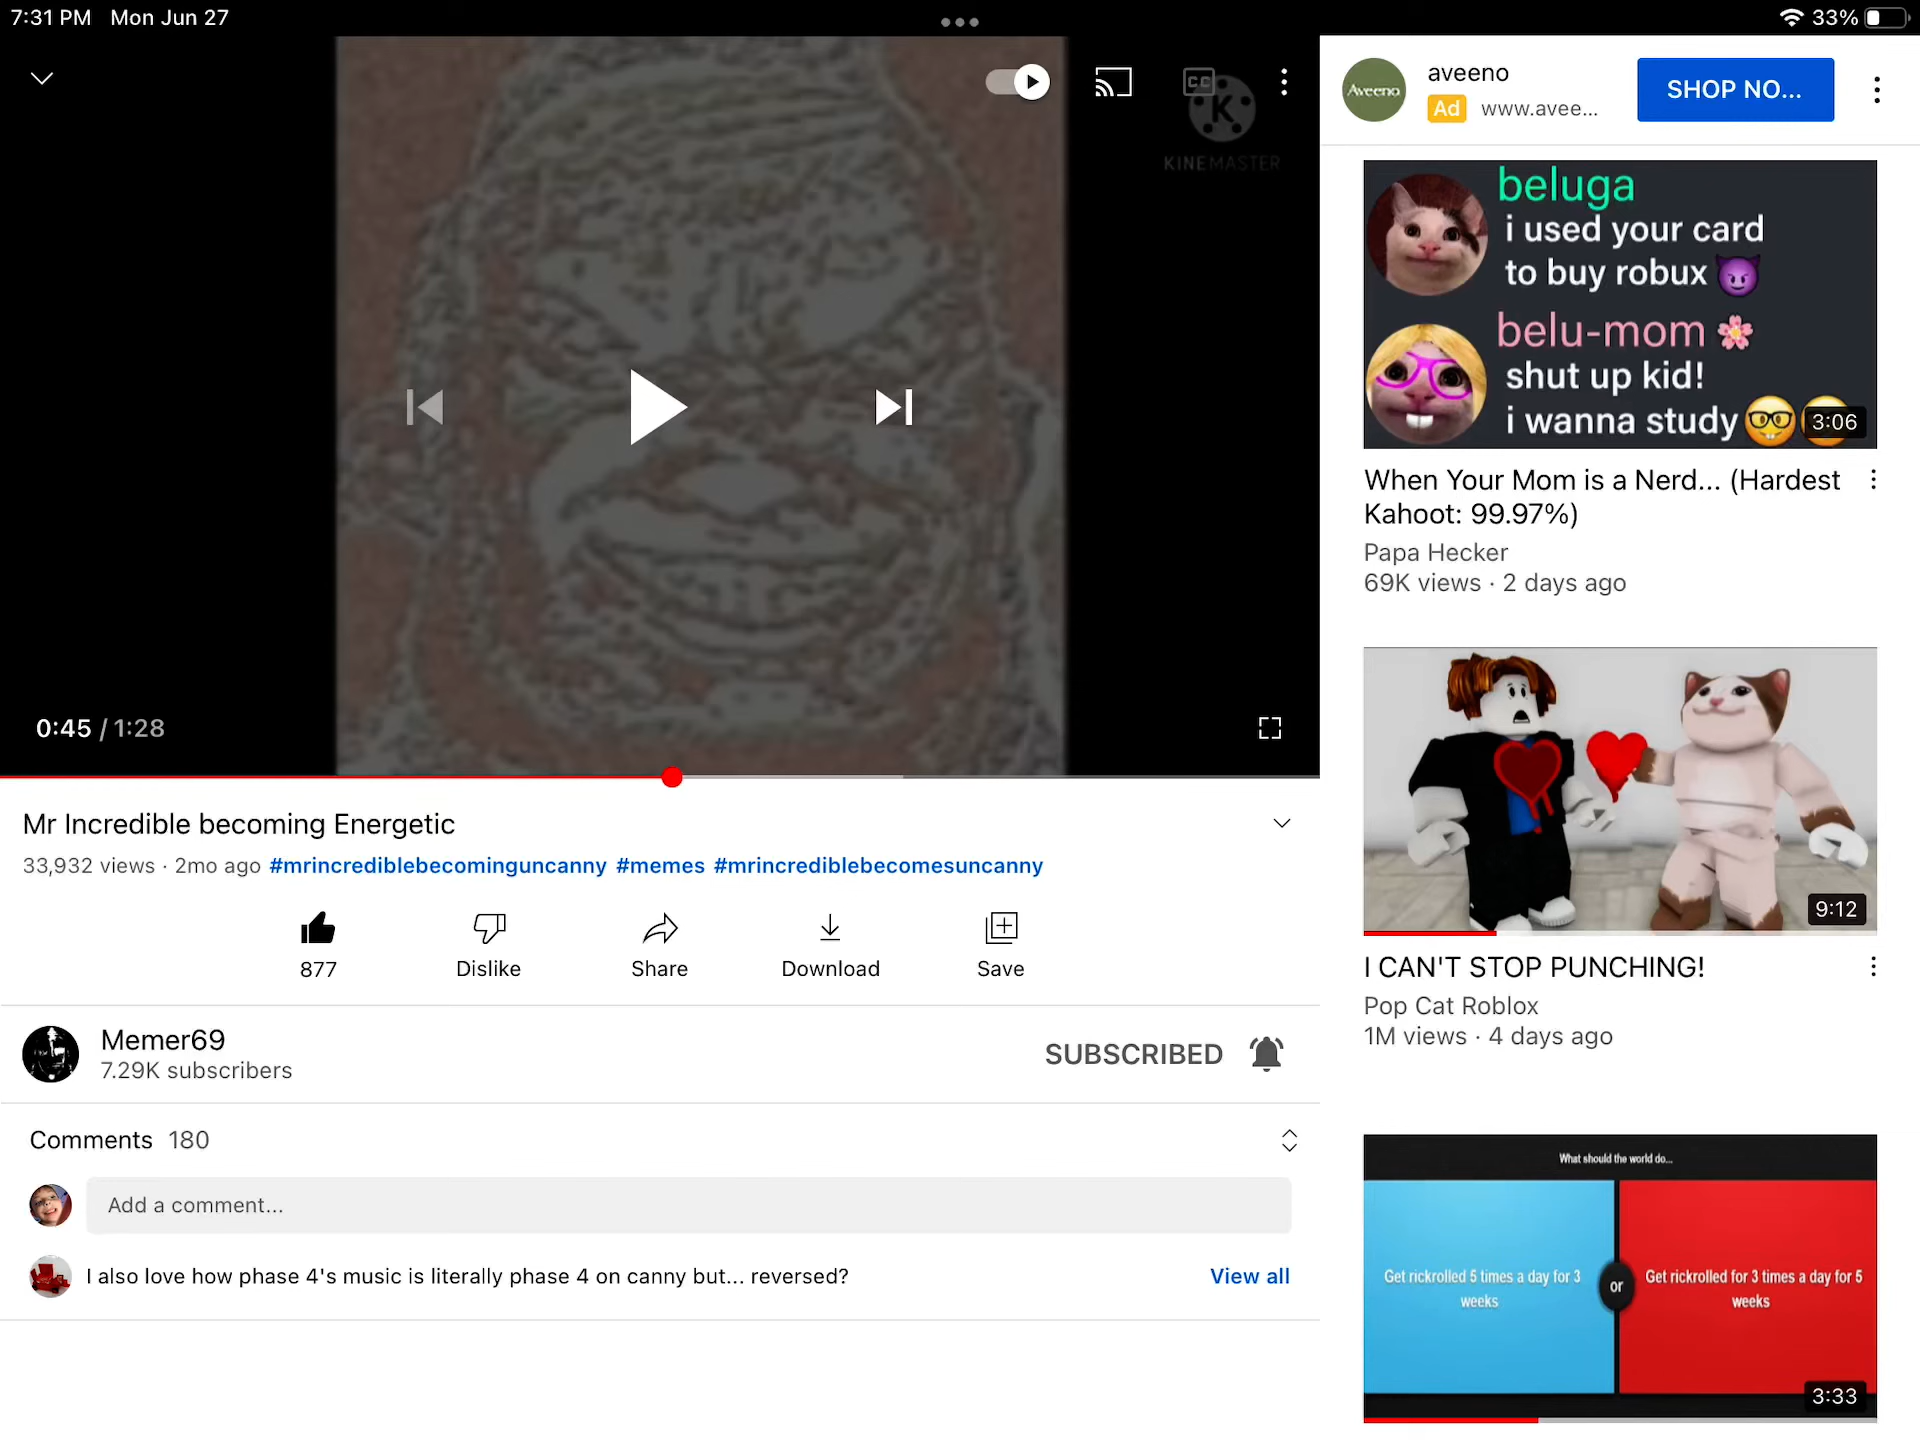 7:31 PM Mon Jun 27
33%
CC
K
KINEMASTER
0:45 / 1:28
Mr Incredible becoming Energetic
33,932 views · 2mo ago #mrincrediblebecominguncanny #memes #mrincrediblebecomesuncanny
877
Dislike
Share
Download
Save
Memer69
7.29K subscribers
SUBSCRIBED
Comments 180
Add a comment...
I also love how phase 4's music is literally phase 4 on canny but... reversed?
View all
Aveeno
aveeno
Ad www.avee...
SHOP NO...
beluga
i used your card
to buy robux 😈
belu-mom 🌸
shut up kid!
i wanna study 🤓
3:06
When Your Mom is a Nerd... (Hardest
Kahoot: 99.97%)
Papa Hecker
69K views · 2 days ago
9:12
I CAN'T STOP PUNCHING!
Pop Cat Roblox
1M views · 4 days ago
What should the world do...
Get rickrolled 5 times a day for 3
weeks
or
Get rickrolled for 3 times a day for 5
weeks
3:33